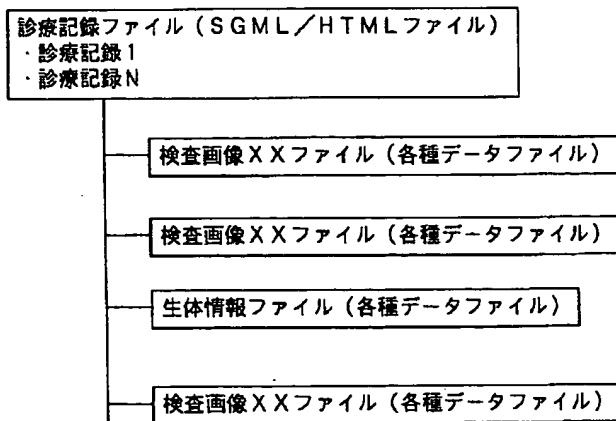 診療記録ファイル（ＳＧＭＬ／ＨＴＭＬファイル）
・診療記録１
・診療記録Ｎ
検査画像ＸＸファイル（各種データファイル）
検査画像ＸＸファイル（各種データファイル）
生体情報ファイル（各種データファイル）
検査画像ＸＸファイル（各種データファイル）